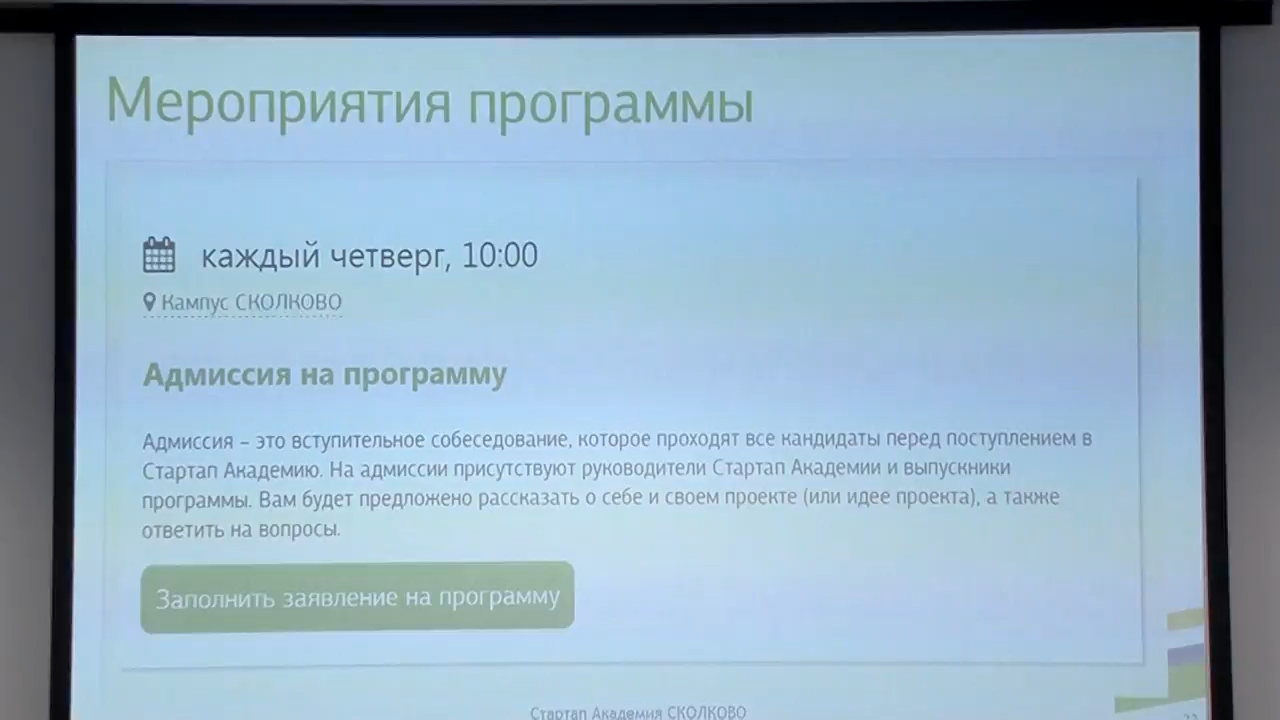 Мероприятия программы
каждый четверг, 10:00
Кампус СКОЛКОВО
Адмиссия на программу
Адмиссия – это вступительное собеседование, которое проходят все кандидаты перед поступлением в
Стартап Академию. На адмиссии присутствуют руководители Стартап Академии и выпускники
программы. Вам будет предложено рассказать о себе и своем проекте (или идее проекта), а также
ответить на вопросы.
Заполнить заявление на программу
Стартап Академия СКОЛКОВО